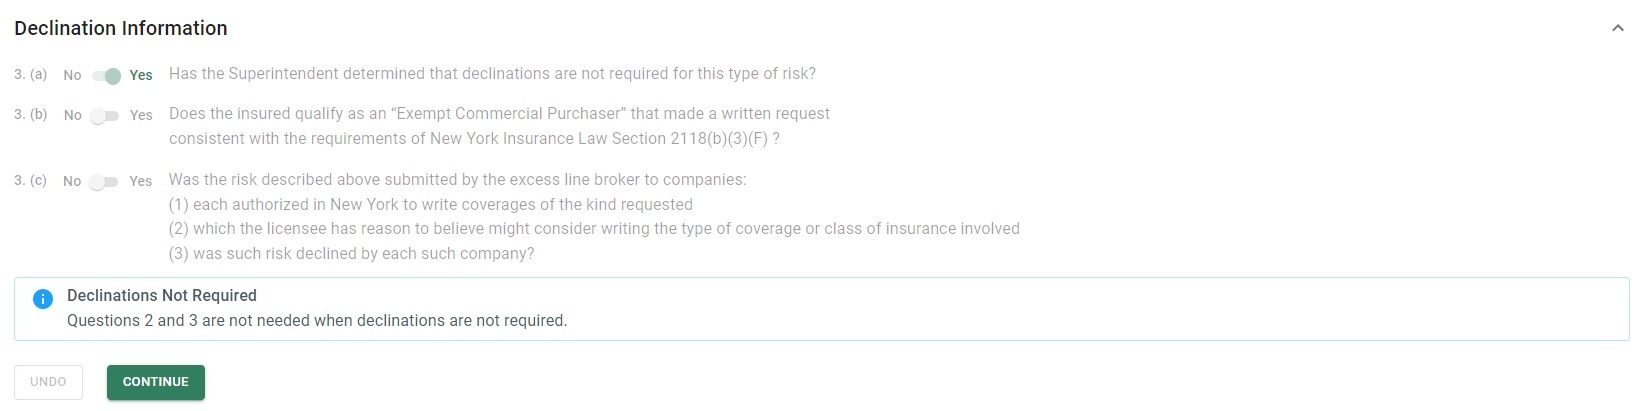 Declination Information
3. (a) No Yes Has the Superintendent determined that declinations are not required for this type of risk?
3. (b) No Yes Does the insured qualify as an “Exempt Commercial Purchaser” that made a written request
consistent with the requirements of New York Insurance Law Section 2118(b)(3)(F) ?
3. (c) No Yes Was the risk described above submitted by the excess line broker to companies:
(1) each authorized in New York to write coverages of the kind requested
(2) which the licensee has reason to believe might consider writing the type of coverage or class of insurance involved
(3) was such risk declined by each such company?
Declinations Not Required
Questions 2 and 3 are not needed when declinations are not required.
UNDO CONTINUE